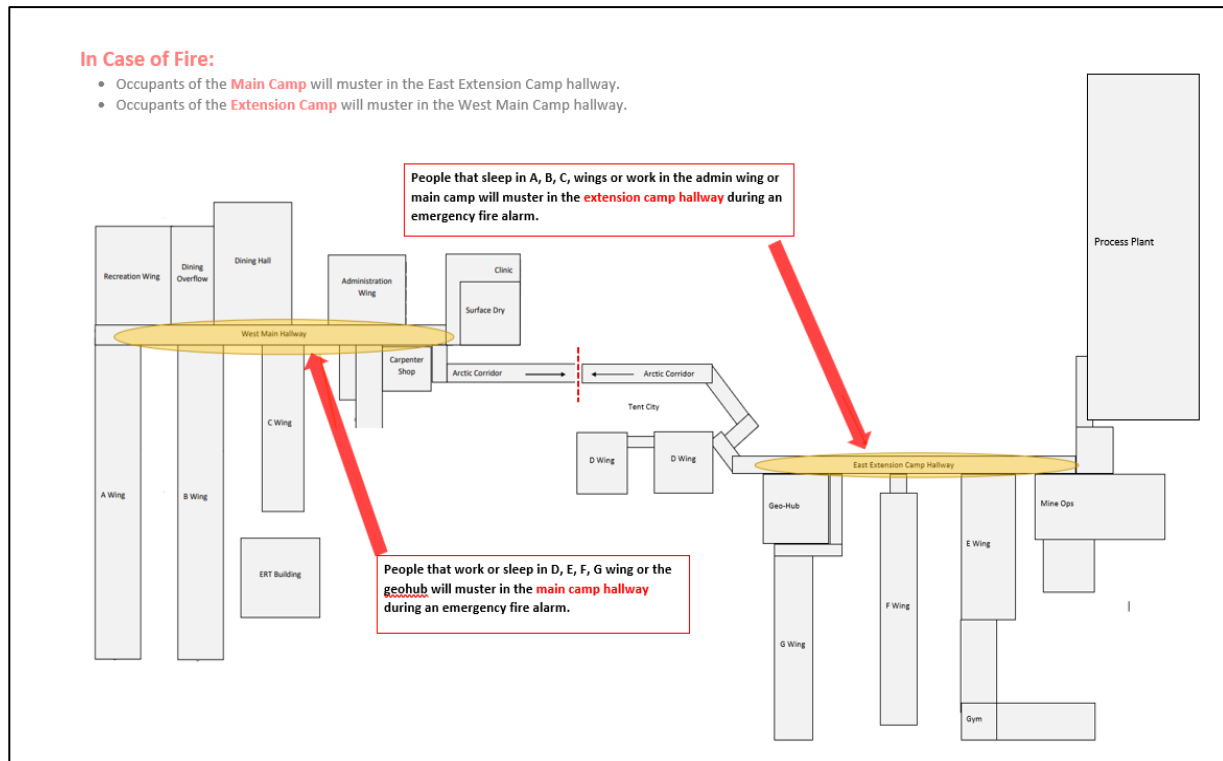 In Case of Fire:
• Occupants of the Main Camp will muster in the East Extension Camp hallway.
• Occupants of the Extension Camp will muster in the West Main Camp hallway.
People that sleep in A, B, C, wings or work in the admin wing or
main camp will muster in the extension camp hallway during an
emergency fire alarm.
Process Plant
Recreation Wing
Dining
Overflow
Dining Hall
Administration
Wing
Clinic
Surface Dry
West Main Hallway
Carpenter
Shop
Arctic Corridor
Arctic Corridor
Tent City
C Wing
D Wing
D Wing
East Extension Camp Hallway
A Wing
B Wing
Geo-Hub
Mine Ops
E Wing
ERT Building
People that work or sleep in D, E, F, G wing or the
geohub will muster in the main camp hallway
during an emergency fire alarm.
F Wing
G Wing
Gym